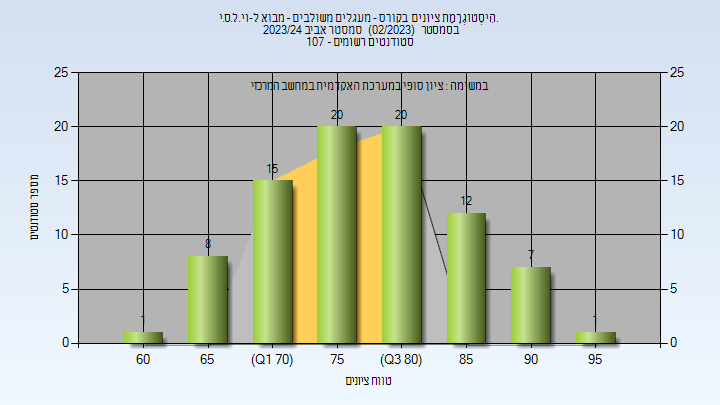 היסטוגרמת ציונים בקורס - מעגלים משולבים - מבוא ל-וי.ל.ס.י.
בסמסטר (02/2023) סמסטר אביב 2023/24
סטודנטים רשומים - 107
במשימה : ציון סופי במערכת האקדמית במחשב המרכזי
מספר סטודנטים
25 25
20 20
15 15
10 10
5 5
0 0
1 8 15 20 20 12 7 1
60 65 (Q1 70) 75 (Q3 80) 85 90 95
טווח ציונים